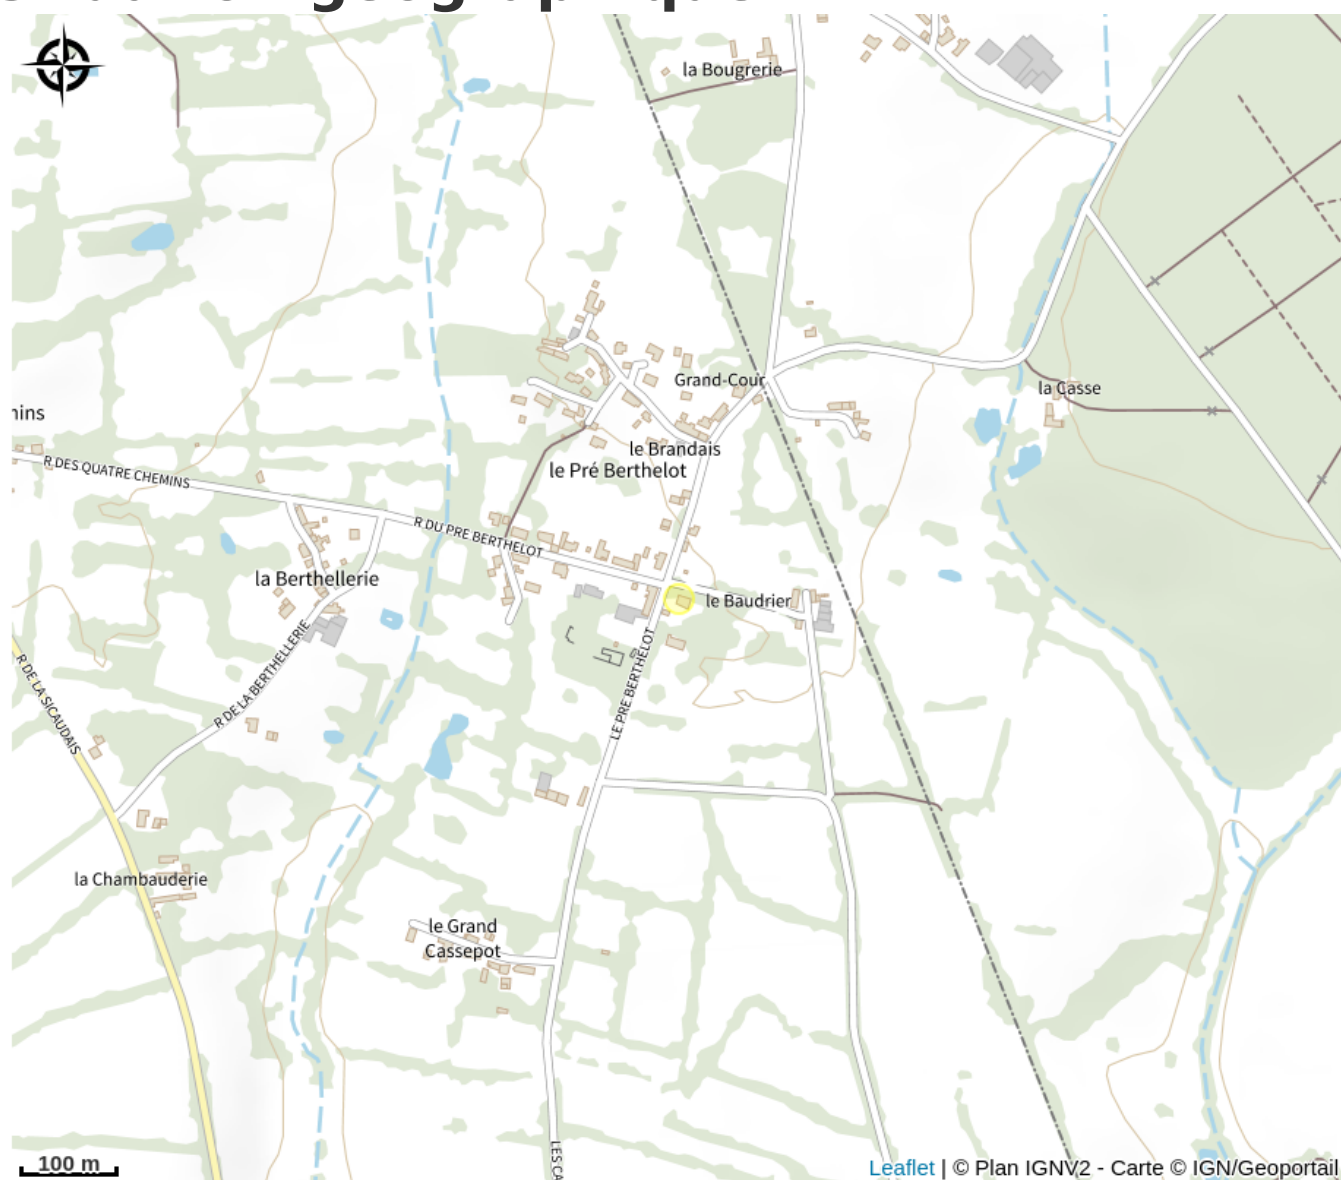 la Bougrerie
Grand-Cour
la Casse
le Brandais
le Pré Berthelot
R DES QUATRE CHEMINS
R DU PRE BERTHELOT
la Berthellerie
le Baudrier
R DE LA BERTHELLERIE
R DE LA SICAUDAIS
LE PRE BERTHELOT
la Chambauderie
le Grand
Cassepot
100 m
Leaflet | © Plan IGNV2 - Carte © IGN/Geoportail